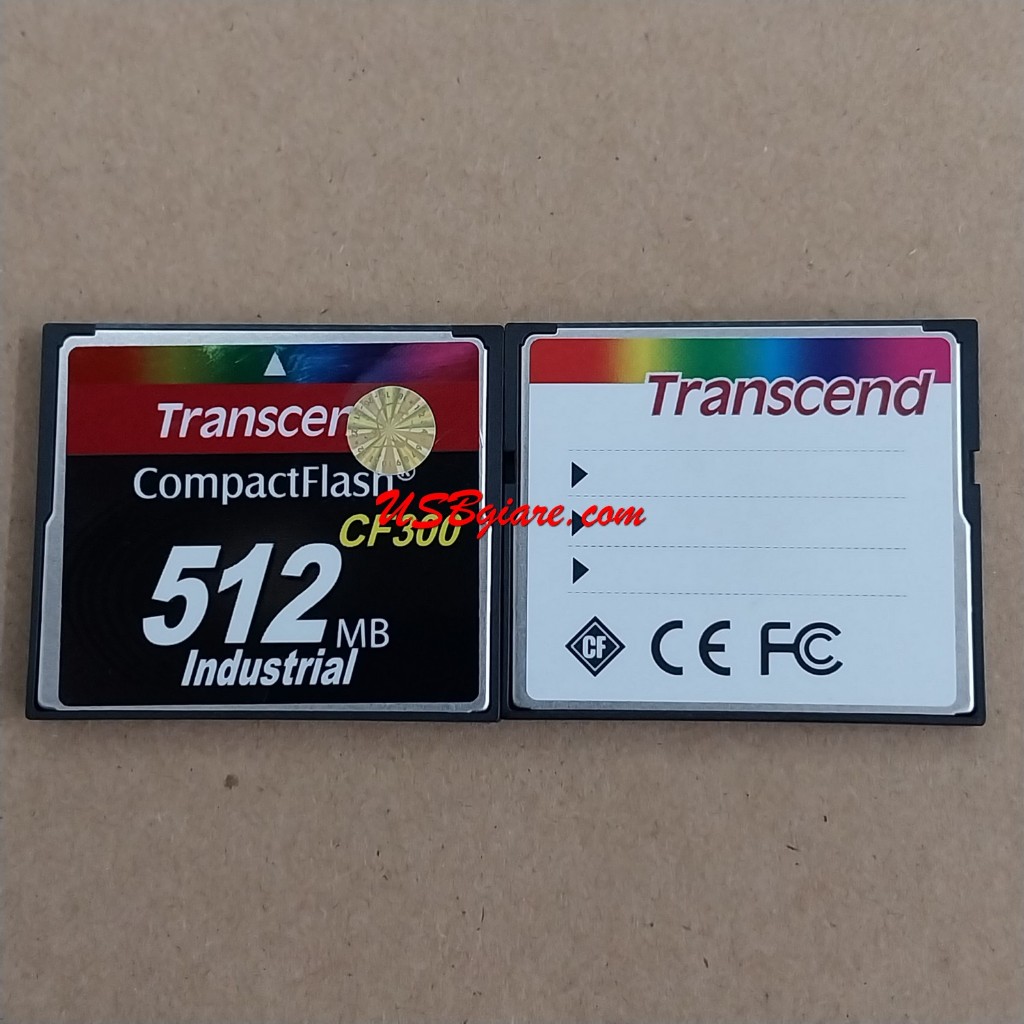 Transcen
CompactFlash®
CF300
512 MB
Industrial
Transcend
CF CE FC
USBgiare.com